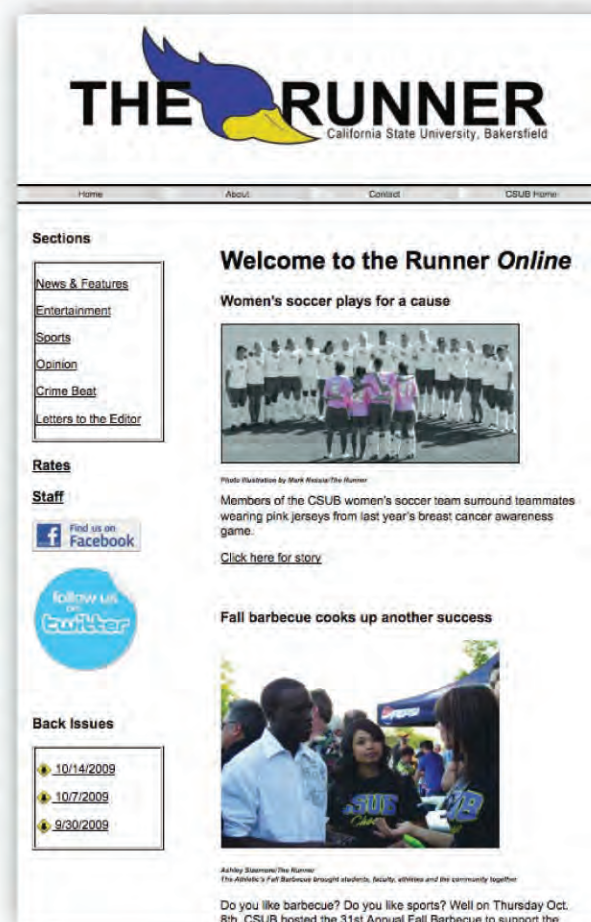 THE RUNNER
California State University, Bakersfield
Home About Contact CSUB Home
Sections
News & Features
Entertainment
Sports
Opinion
Crime Beat
Letters to the Editor
Rates
Staff
Find us on
Facebook
follow us
on
twitter
Back Issues
10/14/2009
10/7/2009
9/30/2009
Welcome to the Runner Online
Women's soccer plays for a cause
Photo Illustration by Mark /The Runner
Members of the CSUB women's soccer team surround teammates
wearing pink jerseys from last year's breast cancer awareness
game.
Click here for story
Fall barbecue cooks up another success
PEPSI
CSUB
Ashley Sizemore/The Runner
The Athletic's Fall Barbecue brought students, faculty, athletes and the community together
Do you like barbecue? Do you like sports? Well on Thursday Oct.
8th, CSUB hosted the 31st Annual Fall Barbecue to support the